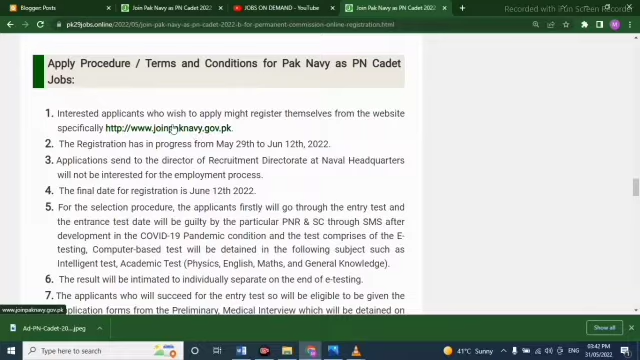 Blogger: Posts
Join Pak Navy as PN Cadet 2022
JOBS ON DEMAND - YouTube
Join Pak Navy as PN Cadet 2022
Recorded with iTop Screen Recorder
pk29jobs.online/2022/05/join-pak-navy-as-pn-cadet-2022-b-for-permanent-commission-online-registration.html
Apply Procedure / Terms and Conditions for Pak Navy as PN Cadet
Jobs:
1. Interested applicants who wish to apply might register themselves from the website
specifically http://www.joinpaknavy.gov.pk.
2. The Registration has in progress from May 29th to Jun 12th, 2022.
3. Applications send to the director of Recruitment Directorate at Naval Headquarters
will not be interested for the employment process.
4. The final date for registration is June 12th 2022.
5. For the selection procedure, the applicants firstly will go through the entry test and
the entrance test date will be guilty by the particular PNR & SC through SMS after
development in the COVID-19 Pandemic condition and the test comprises of the E-
testing, Computer-based test will be detained in the following subject such as
Intelligent test, Academic Test (Physics, English, Maths, and General Knowledge).
6. The result will be intimated to individually separate on the end of e-testing.
7. The applicants who will succeed for the entry test so will be eligible to be given the
application forms from the Preliminary, Medical Interview which will be detained on
www.joinpaknavy.gov.pk
Ad-PN-Cadet-20....jpeg
Show all
Type here to search
41°C Sunny
ENG
03:42 PM
31/05/2022